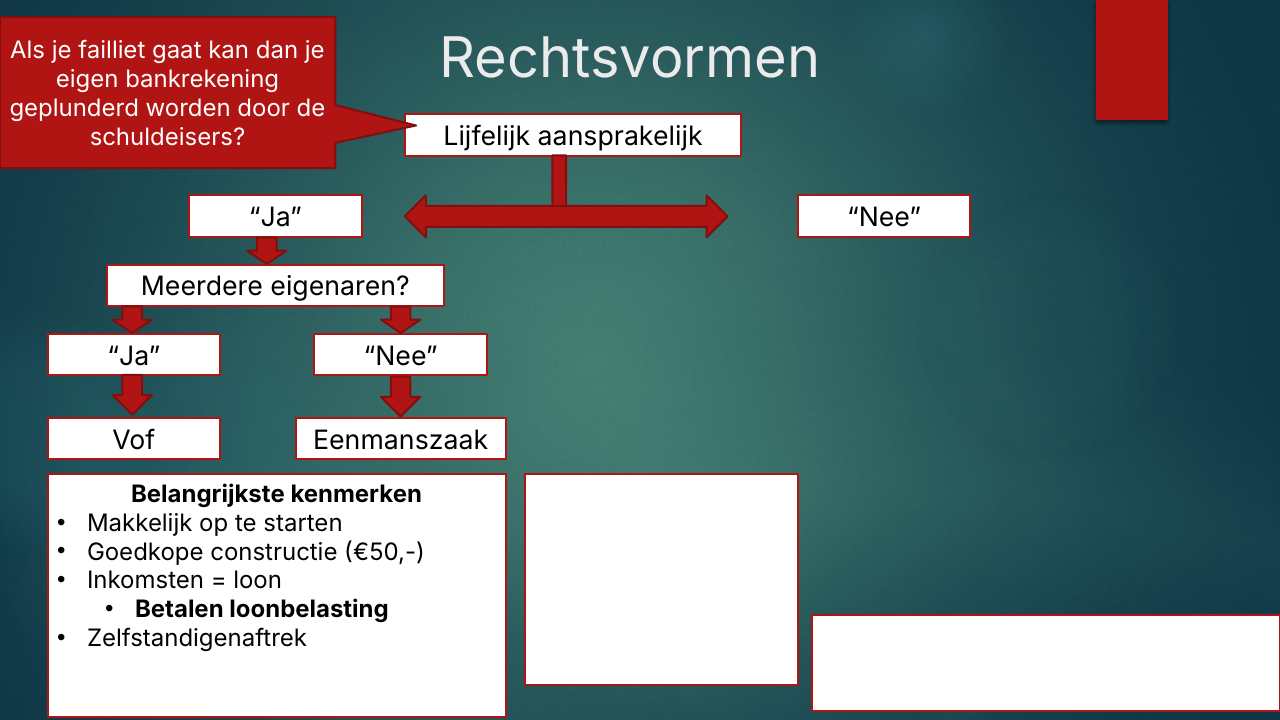 Als je failliet gaat kan dan je
eigen bankrekening
geplunderd worden door de
schuldeisers?
Rechtsvormen
Lijfelijk aansprakelijk
“Ja”
“Nee”
Meerdere eigenaren?
“Ja”
“Nee”
Vof
Eenmanszaak
Belangrijkste kenmerken
• Makkelijk op te starten
• Goedkope constructie (€50,-)
• Inkomsten = loon
• Betalen loonbelasting
• Zelfstandigenaftrek